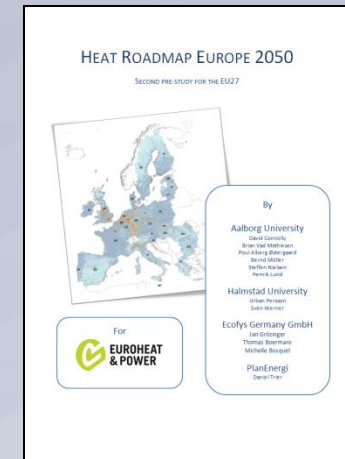 HEAT ROADMAP EUROPE 2050
SECOND PRE-STUDY FOR THE EU27
By
Aalborg University
David Connolly
Brian Vad Mathiesen
Poul Alberg Østergaard
Bernd Möller
Steffen Nielsen
Henrik Lund
Halmstad University
Urban Persson
Sven Werner
Ecofys Germany GmbH
Jan Grözinger
Thomas Boermans
Michelle Bosquet
PlanEnergi
Daniel Trier
For
EUROHEAT
& POWER